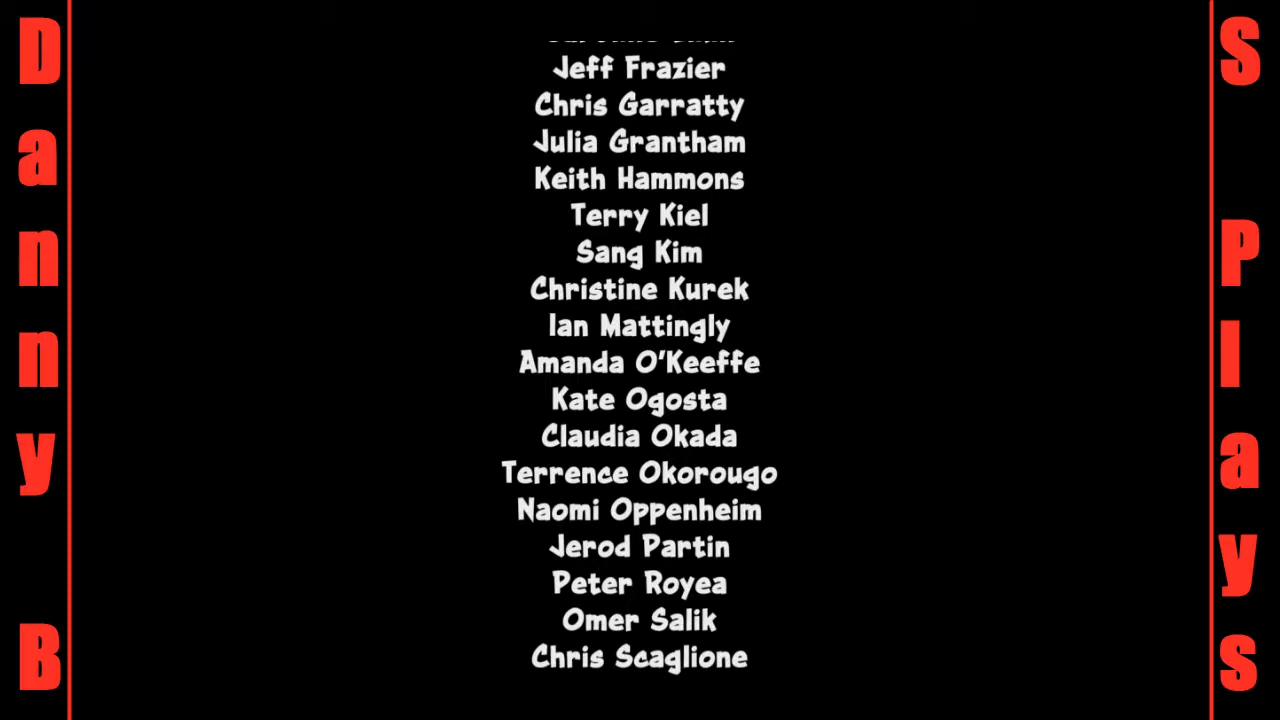 Danny B
Jeff Frazier
Chris Garratty
Julia Grantham
Keith Hammons
Terry Kiel
Sang Kim
Christine Kurek
Ian Mattingly
Amanda O'Keeffe
Kate Ogosta
Claudia Okada
Terrence Okorougo
Naomi Oppenheim
Jerod Partin
Peter Royea
Omer Salik
Chris Scaglione
S Plays